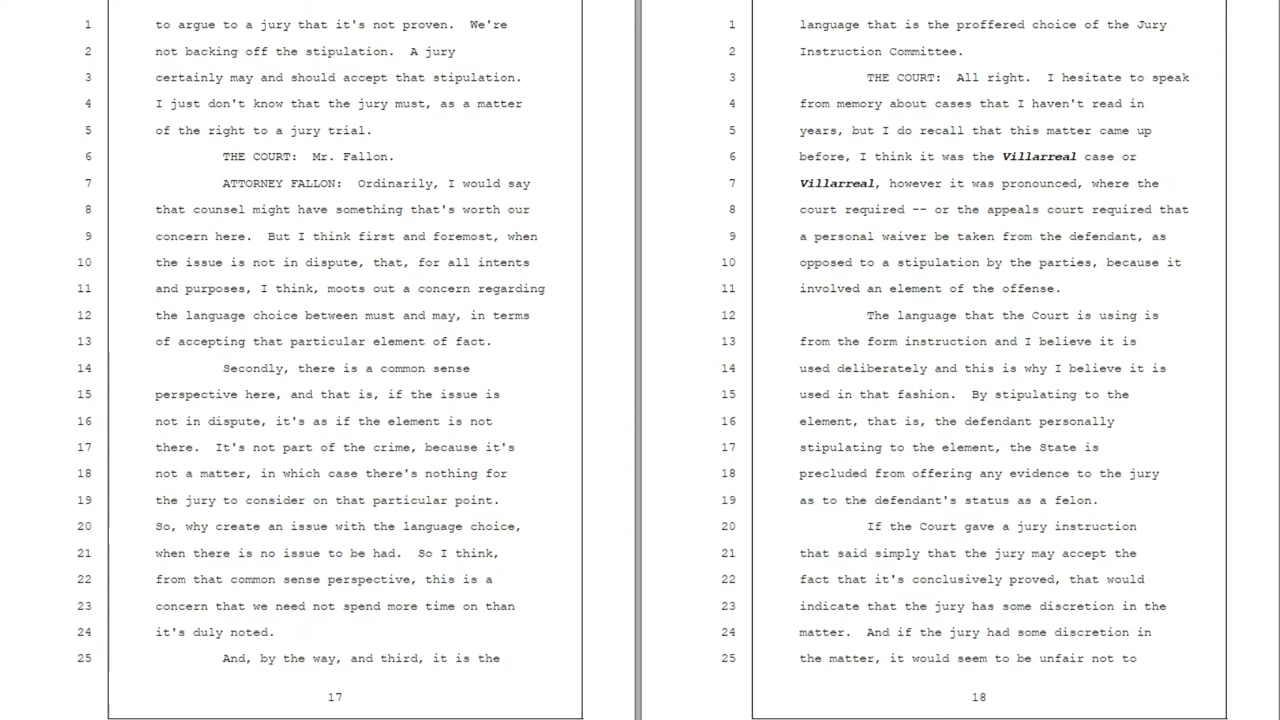 1 to argue to a jury that it's not proven. We're
2 not backing off the stipulation. A jury
3 certainly may and should accept that stipulation.
4 I just don't know that the jury must, as a matter
5 of the right to a jury trial.
6 THE COURT: Mr. Fallon.
7 ATTORNEY FALLON: Ordinarily, I would say
8 that counsel might have something that's worth our
9 concern here. But I think first and foremost, when
10 the issue is not in dispute, that, for all intents
11 and purposes, I think, moots out a concern regarding
12 the language choice between must and may, in terms
13 of accepting that particular element of fact.
14 Secondly, there is a common sense
15 perspective here, and that is, if the issue is
16 not in dispute, it's as if the element is not
17 there. It's not part of the crime, because it's
18 not a matter, in which case there's nothing for
19 the jury to consider on that particular point.
20 So, why create an issue with the language choice,
21 when there is no issue to be had. So I think,
22 from that common sense perspective, this is a
23 concern that we need not spend more time on than
24 it's duly noted.
25 And, by the way, and third, it is the
17
1 language that is the proffered choice of the Jury
2 Instruction Committee.
3 THE COURT: All right. I hesitate to speak
4 from memory about cases that I haven't read in
5 years, but I do recall that this matter came up
6 before, I think it was the Villarreal case or
7 Villarreal, however it was pronounced, where the
8 court required -- or the appeals court required that
9 a personal waiver be taken from the defendant, as
10 opposed to a stipulation by the parties, because it
11 involved an element of the offense.
12 The language that the Court is using is
13 from the form instruction and I believe it is
14 used deliberately and this is why I believe it is
15 used in that fashion. By stipulating to the
16 element, that is, the defendant personally
17 stipulating to the element, the State is
18 precluded from offering any evidence to the jury
19 as to the defendant's status as a felon.
20 If the Court gave a jury instruction
21 that said simply that the jury may accept the
22 fact that it's conclusively proved, that would
23 indicate that the jury has some discretion in the
24 matter. And if the jury had some discretion in
25 the matter, it would seem to be unfair not to
18